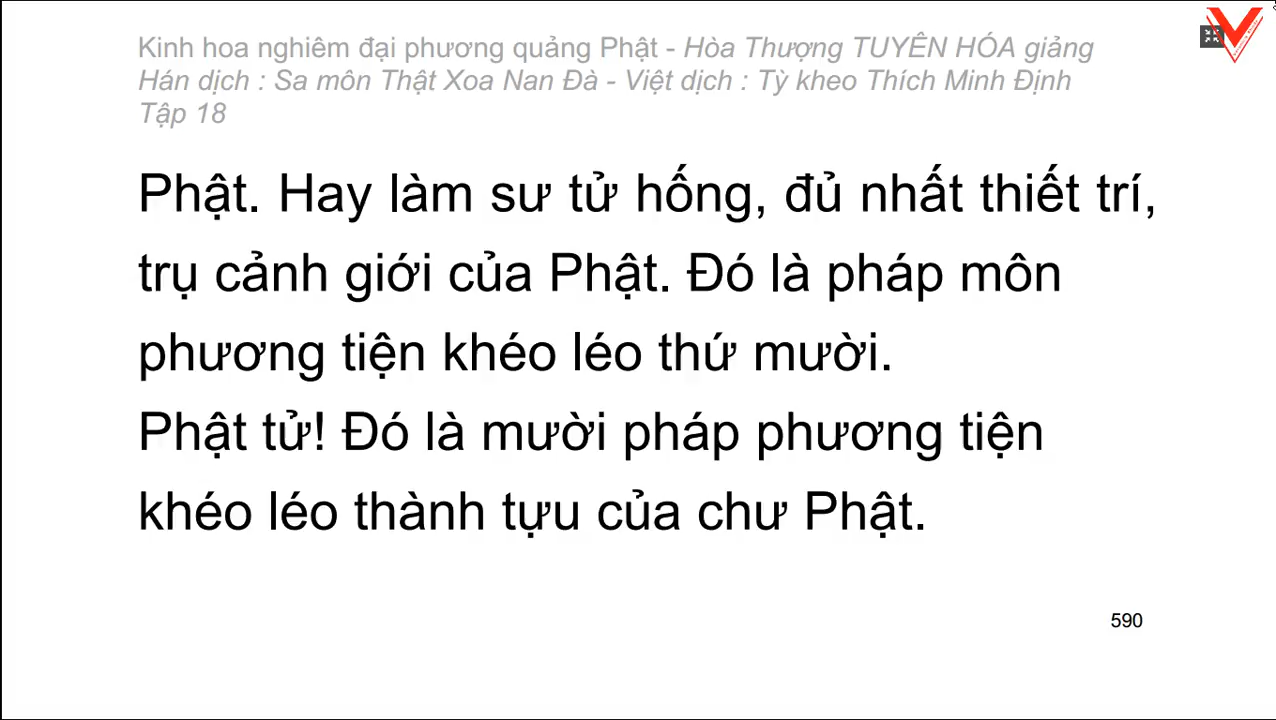 Kinh hoa nghiêm đại phương quảng Phật - Hòa Thượng TUYÊN HÓA giảng
Hán dịch : Sa môn Thật Xoa Nan Đà - Việt dịch : Tỳ kheo Thích Minh Định
Tập 18
Phật. Hay làm sư tử hống, đủ nhất thiết trí,
trụ cảnh giới của Phật. Đó là pháp môn
phương tiện khéo léo thứ mười.
Phật tử! Đó là mười pháp phương tiện
khéo léo thành tựu của chư Phật.
590